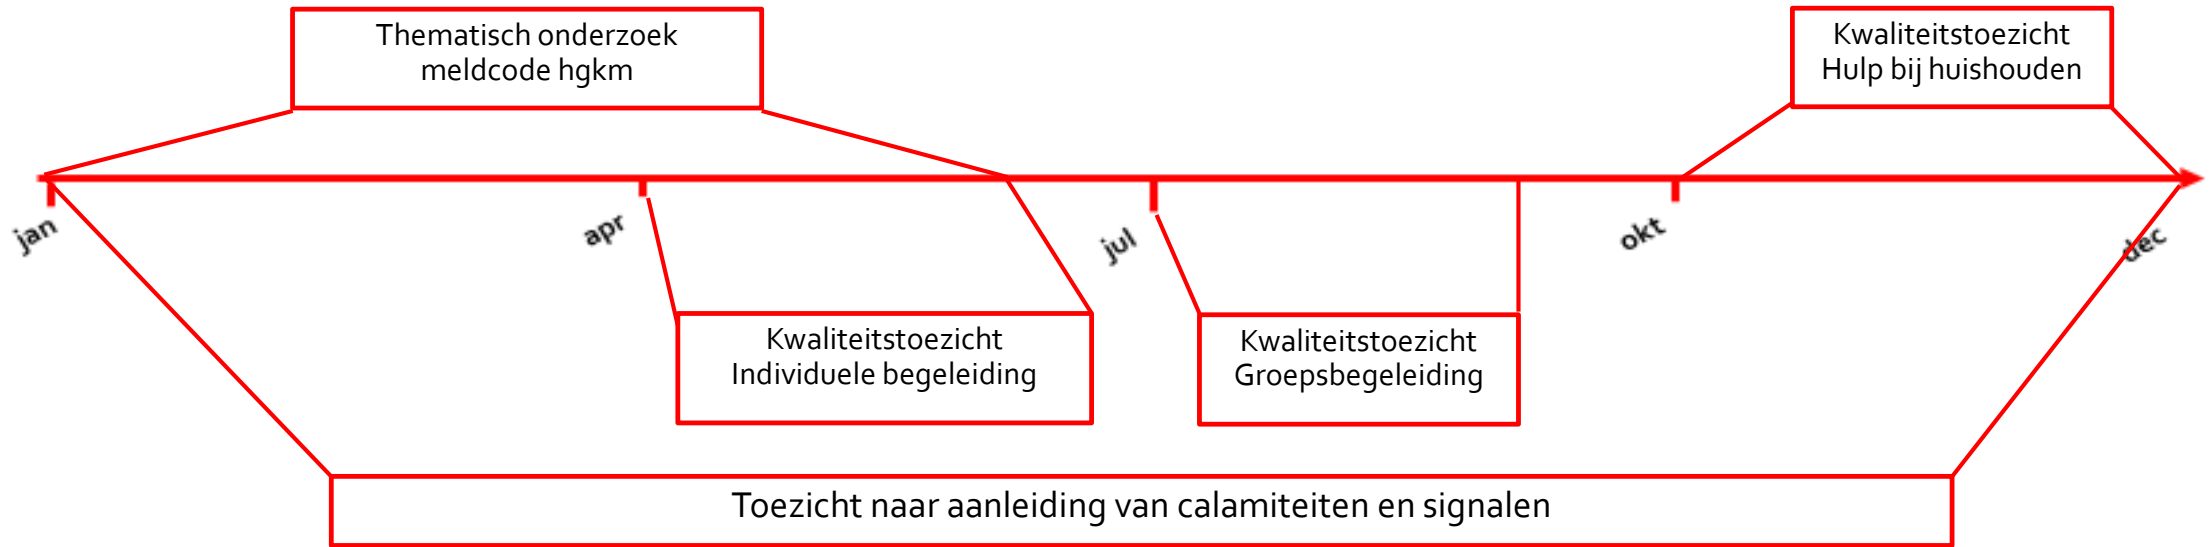 Thematisch onderzoek
meldcode hgkm
Kwaliteitstoezicht
Hulp bij huishouden
jan
apr
jul
okt
dec
Kwaliteitstoezicht
Individuele begeleiding
Kwaliteitstoezicht
Groepsbegeleiding
Toezicht naar aanleiding van calamiteiten en signalen